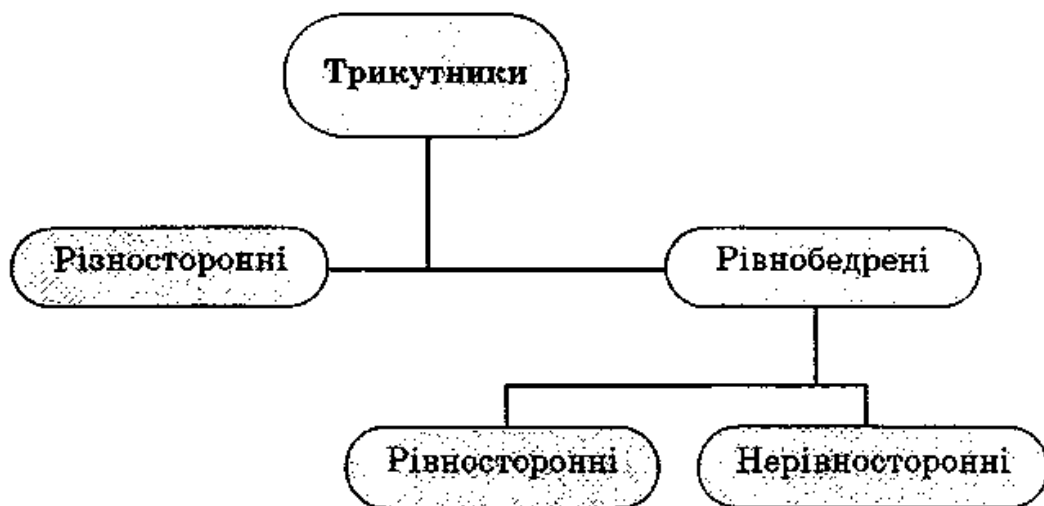 Трикутники
Різносторонні
Рівнобедрені
Рівносторонні
Нерівносторонні